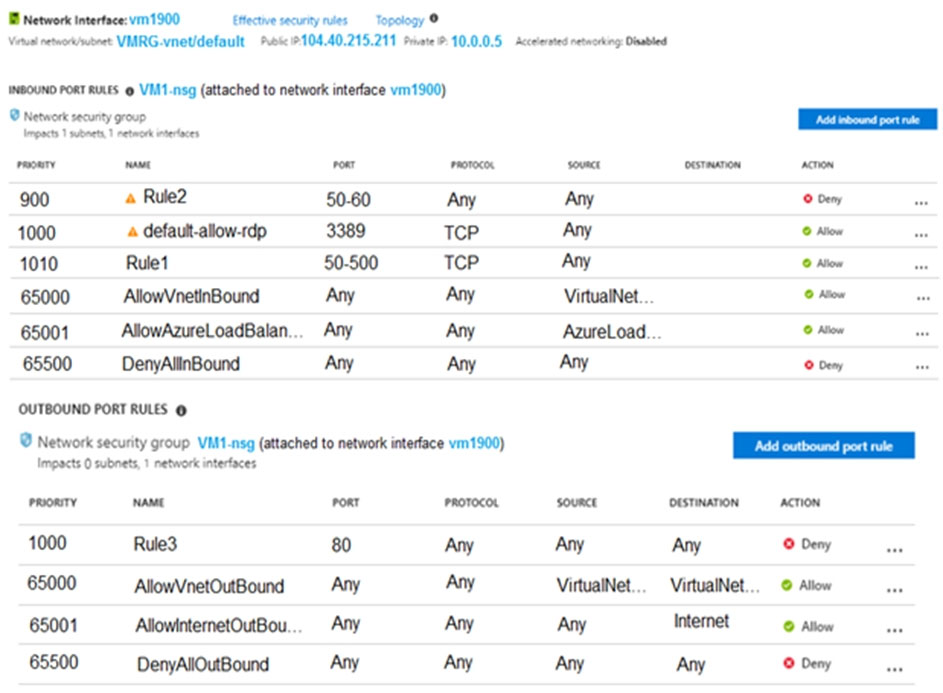 Network Interface: vm1900 Effective security rules Topology
Virtual network/subnet: VMRG-vnet/default Public IP:104.40.215.211 Private IP: 10.0.0.5 Accelerated networking: Disabled
INBOUND PORT RULES VM1-nsg (attached to network interface vm1900)
Network security group
Impacts 1 subnets, 1 network interfaces
Add inbound port rule
PRIORITY NAME PORT PROTOCOL SOURCE DESTINATION ACTION
900 Rule2 50-60 Any Any Deny ...
1000 default-allow-rdp 3389 TCP Any Allow ...
1010 Rule1 50-500 TCP Any Allow ...
65000 AllowVnetInBound Any Any VirtualNet... Allow ...
65001 AllowAzureLoadBalan... Any Any AzureLoad... Allow ...
65500 DenyAllInBound Any Any Any Deny ...
OUTBOUND PORT RULES
Network security group VM1-nsg (attached to network interface vm1900)
Impacts 0 subnets, 1 network interfaces
Add outbound port rule
PRIORITY NAME PORT PROTOCOL SOURCE DESTINATION ACTION
1000 Rule3 80 Any Any Any Deny ...
65000 AllowVnetOutBound Any Any VirtualNet... VirtualNet... Allow ...
65001 AllowInternetOutBou... Any Any Any Internet Allow ...
65500 DenyAllOutBound Any Any Any Any Deny ...